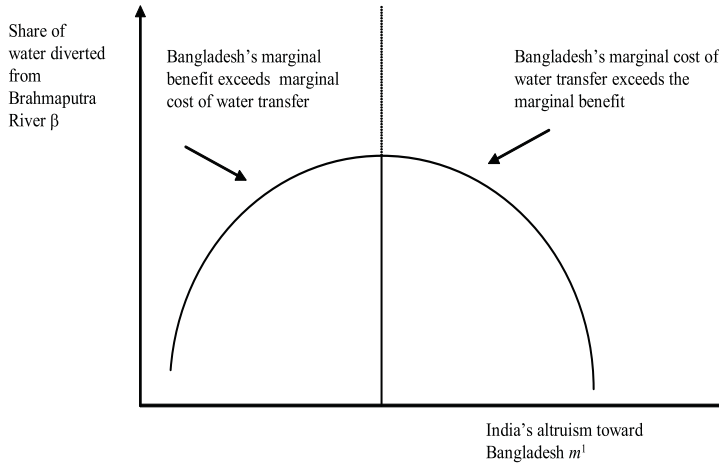 Share of
water diverted
from
Brahmaputra
River β
Bangladesh's marginal
benefit exceeds marginal
cost of water transfer
Bangladesh's marginal cost of
water transfer exceeds the
marginal benefit
India's altruism toward
Bangladesh m¹